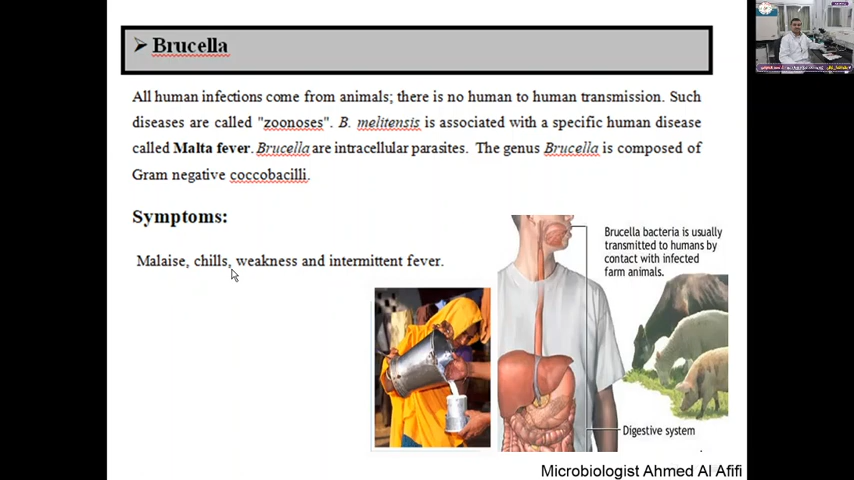 ➢ Brucella
All human infections come from animals; there is no human to human transmission. Such
diseases are called "zoonoses". B. melitensis is associated with a specific human disease
called Malta fever. Brucella are intracellular parasites. The genus Brucella is composed of
Gram negative coccobacilli.
Symptoms:
Malaise, chills, weakness and intermittent fever.
Brucella bacteria is usually
transmitted to humans by
contact with infected
farm animals.
Digestive system
Microbiologist Ahmed Al Afifi